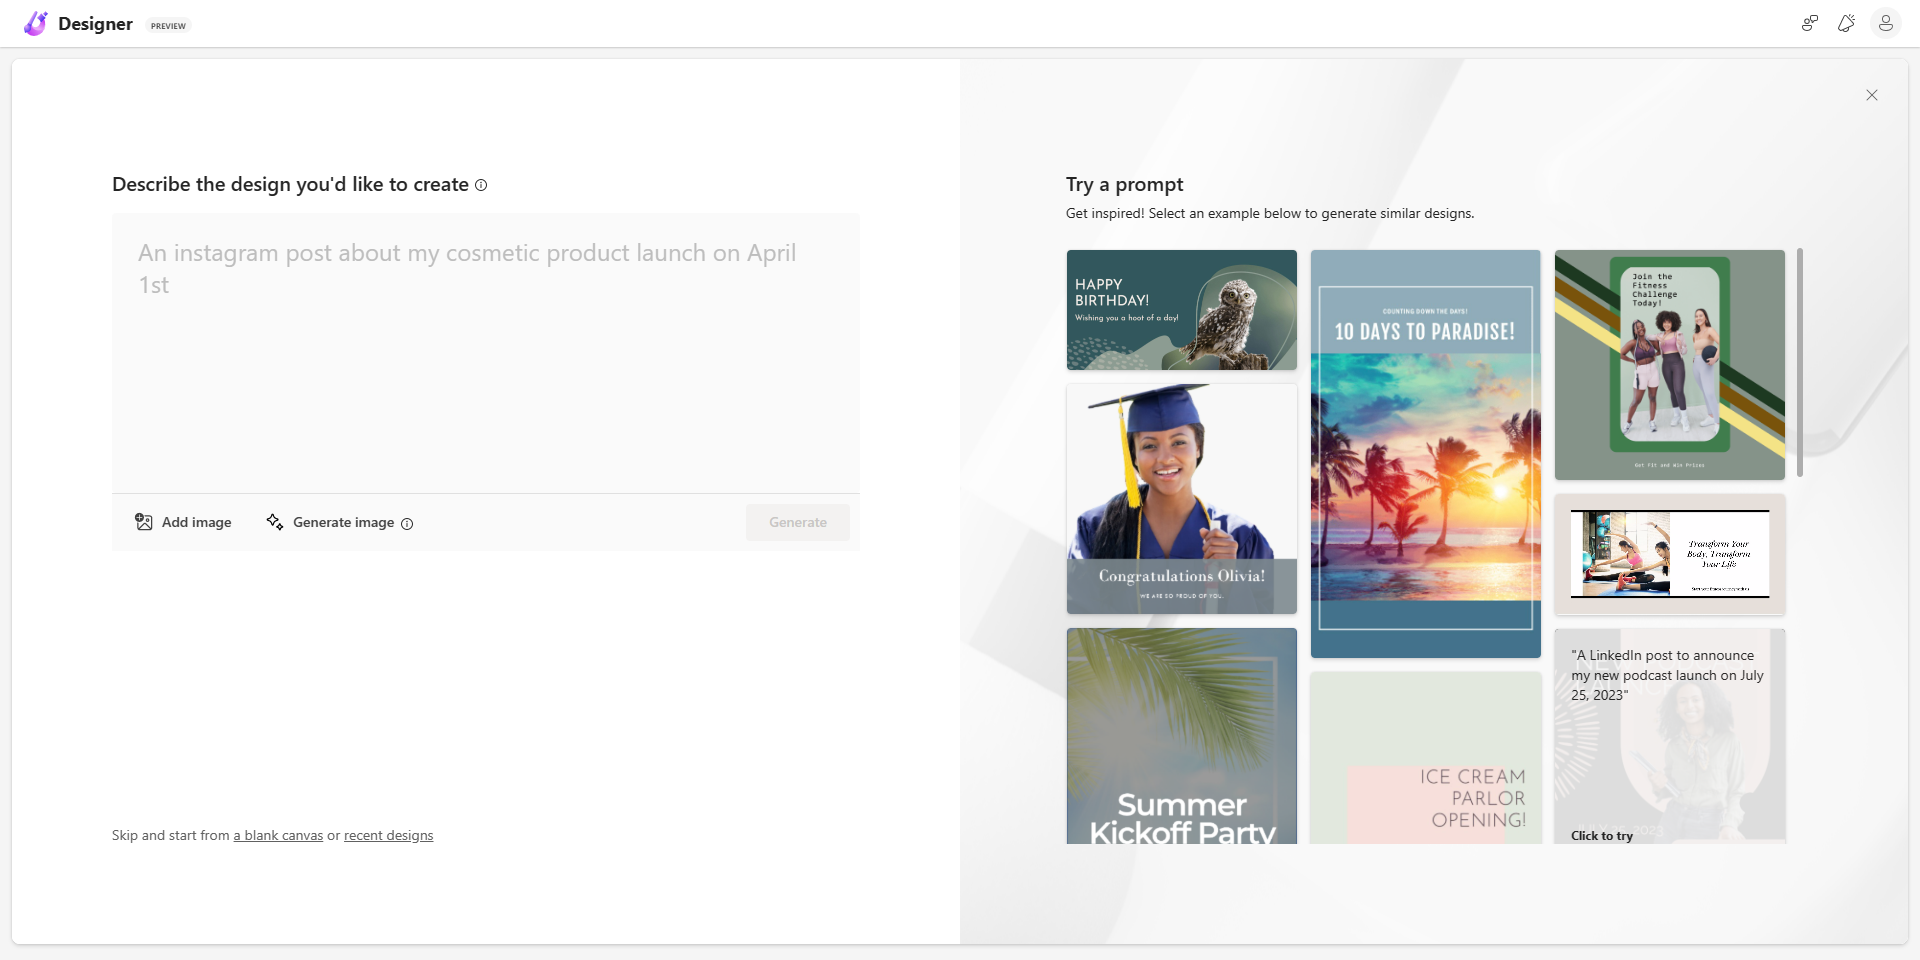 Designer
PREVIEW
Describe the design you'd like to create
An instagram post about my cosmetic product launch on April
1st
Add image
Generate image
Generate
Skip and start from a blank canvas or recent designs
Try a prompt
Get inspired! Select an example below to generate similar designs.
HAPPY
BIRTHDAY!
Wishing you a hoot of a day!
Congratulations Olivia!
WE ARE SO PROUD OF YOU.
Summer
Kickoff Party
COUNTING DOWN THE DAYS!
10 DAYS TO PARADISE!
ICE CREAM
PARLOR
OPENING!
Join the
Fitness
Challenge
Today!
Get Fit and Win Prizes
Transform Your
Body, Transform
Your Life
"A LinkedIn post to announce
my new podcast launch on July
25, 2023"
Click to try